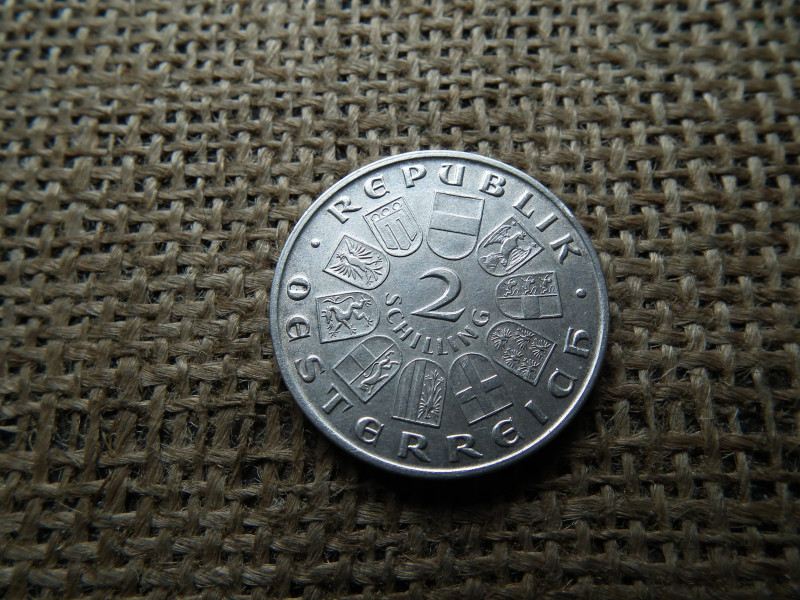 REPUBLIK
OESTERREICH
2
SCHILLING